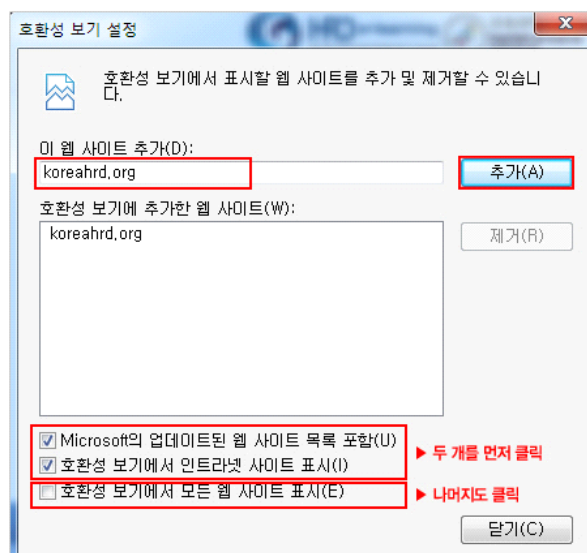 호환성 보기 설정
호환성 보기에서 표시할 웹 사이트를 추가 및 제거할 수 있습니
다.
이 웹 사이트 추가(D):
koreahrd.org
추가(A)
호환성 보기에 추가한 웹 사이트(W):
koreahrd.org
제거(R)
Microsoft의 업데이트된 웹 사이트 목록 포함(U)
호환성 보기에서 인트라넷 사이트 표시(I)
▶ 두 개를 먼저 클릭
호환성 보기에서 모든 웹 사이트 표시(E)
▶ 나머지도 클릭
닫기(C)